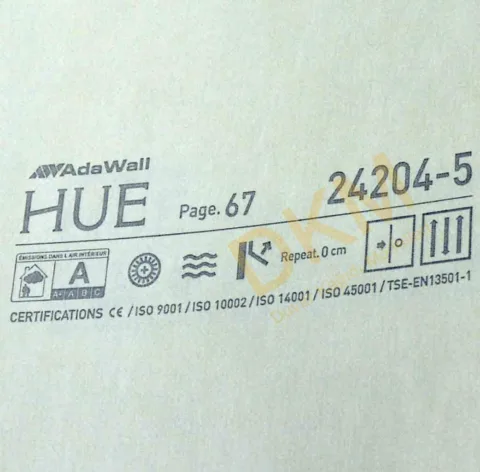 AdaWall
HUE Page. 67 24204-5
ÉMISSIONS DANS L'AIR INTÉRIEUR
A
A+ A B C
Repeat. 0 cm
CERTIFICATIONS CE / ISO 9001 / ISO 10002 / ISO 14001 / ISO 45001 / TSE-EN13501-1
DKM